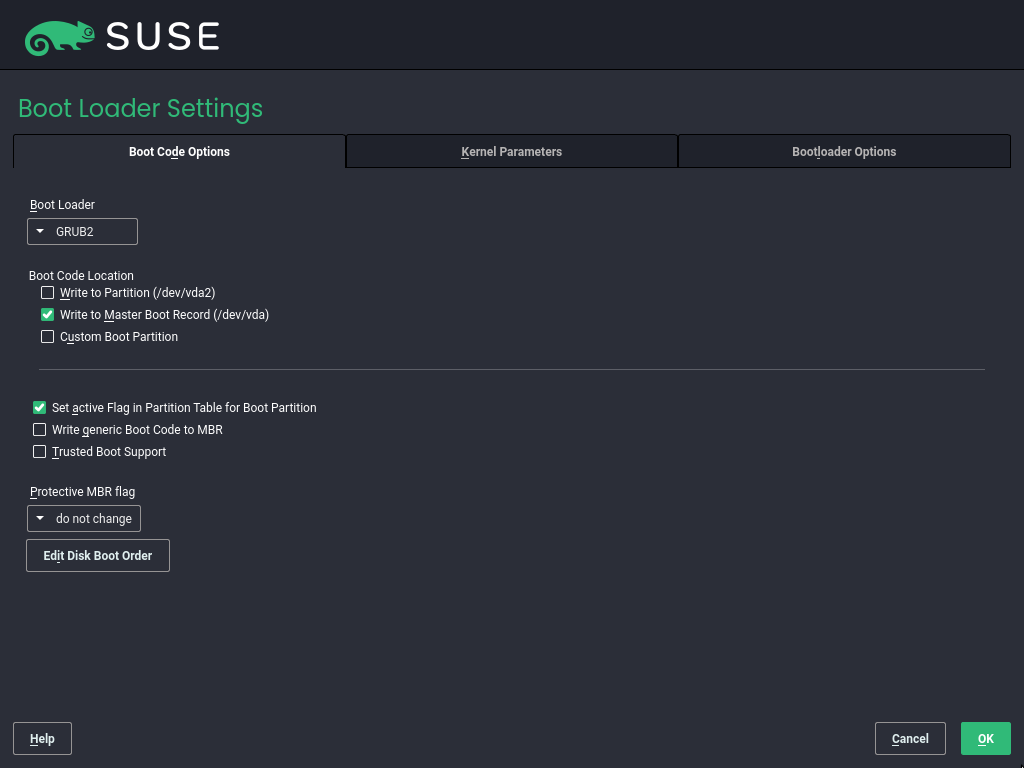 SUSE
Boot Loader Settings
Boot Code Options
Kernel Parameters
Bootloader Options
Boot Loader
GRUB2
Boot Code Location
Write to Partition (/dev/vda2)
Write to Master Boot Record (/dev/vda)
Custom Boot Partition
Set active Flag in Partition Table for Boot Partition
Write generic Boot Code to MBR
Trusted Boot Support
Protective MBR flag
do not change
Edit Disk Boot Order
Help
Cancel
OK